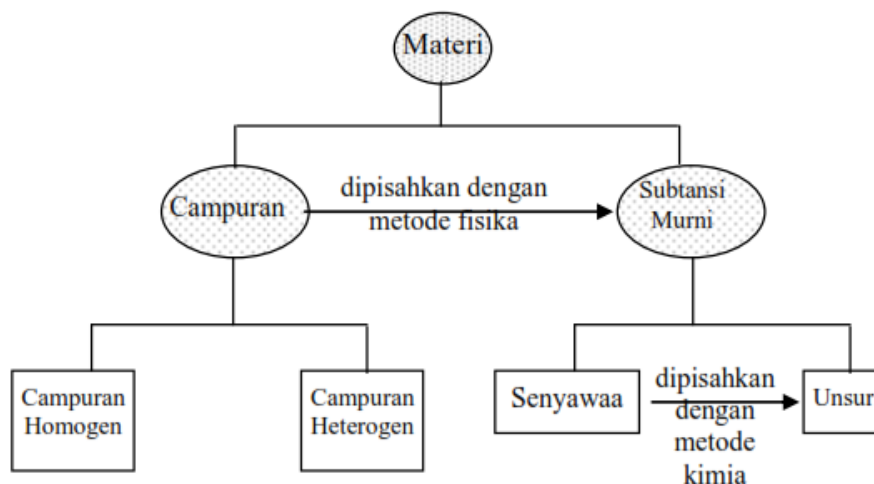 Materi
Campuran
dipisahkan dengan
metode fisika
Subtansi
Murni
Campuran
Homogen
Campuran
Heterogen
Senyawaa
dipisahkan
dengan
metode
kimia
Unsur